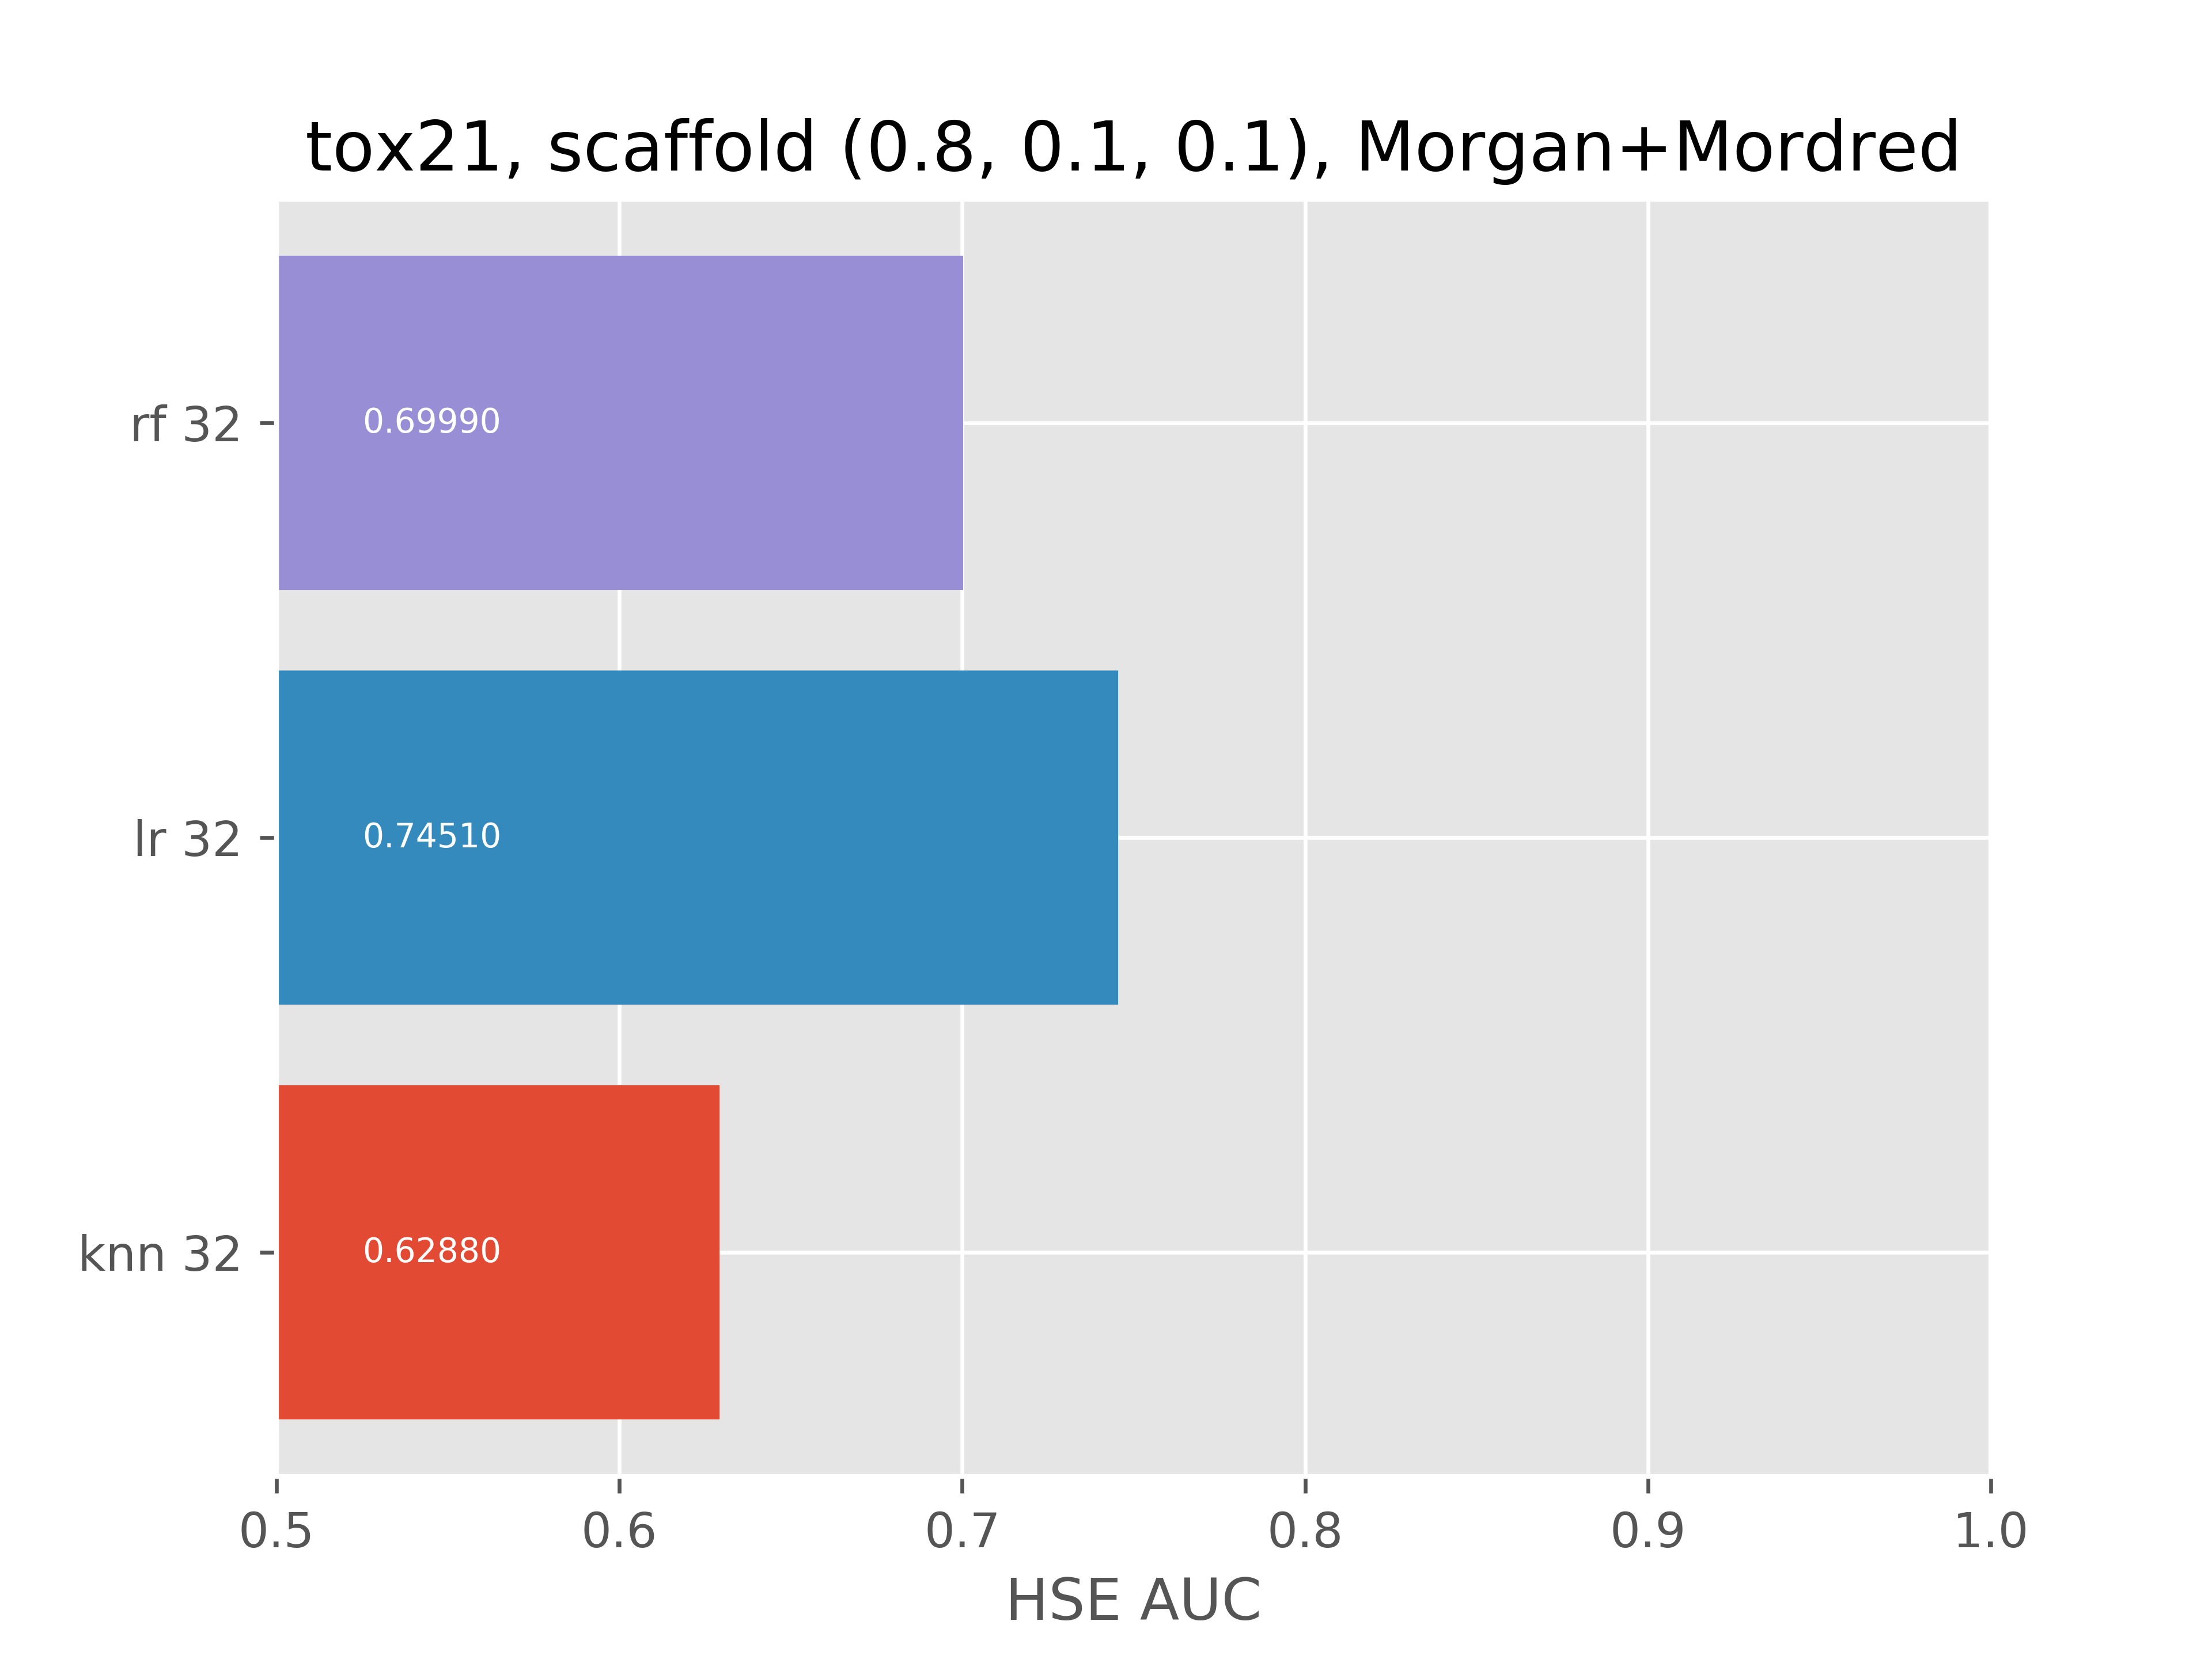 tox21, scaffold (0.8, 0.1, 0.1), Morgan+Mordred
rf 32
0.69990
lr 32
0.74510
knn 32
0.62880
0.5 0.6 0.7 0.8 0.9 1.0
HSE AUC